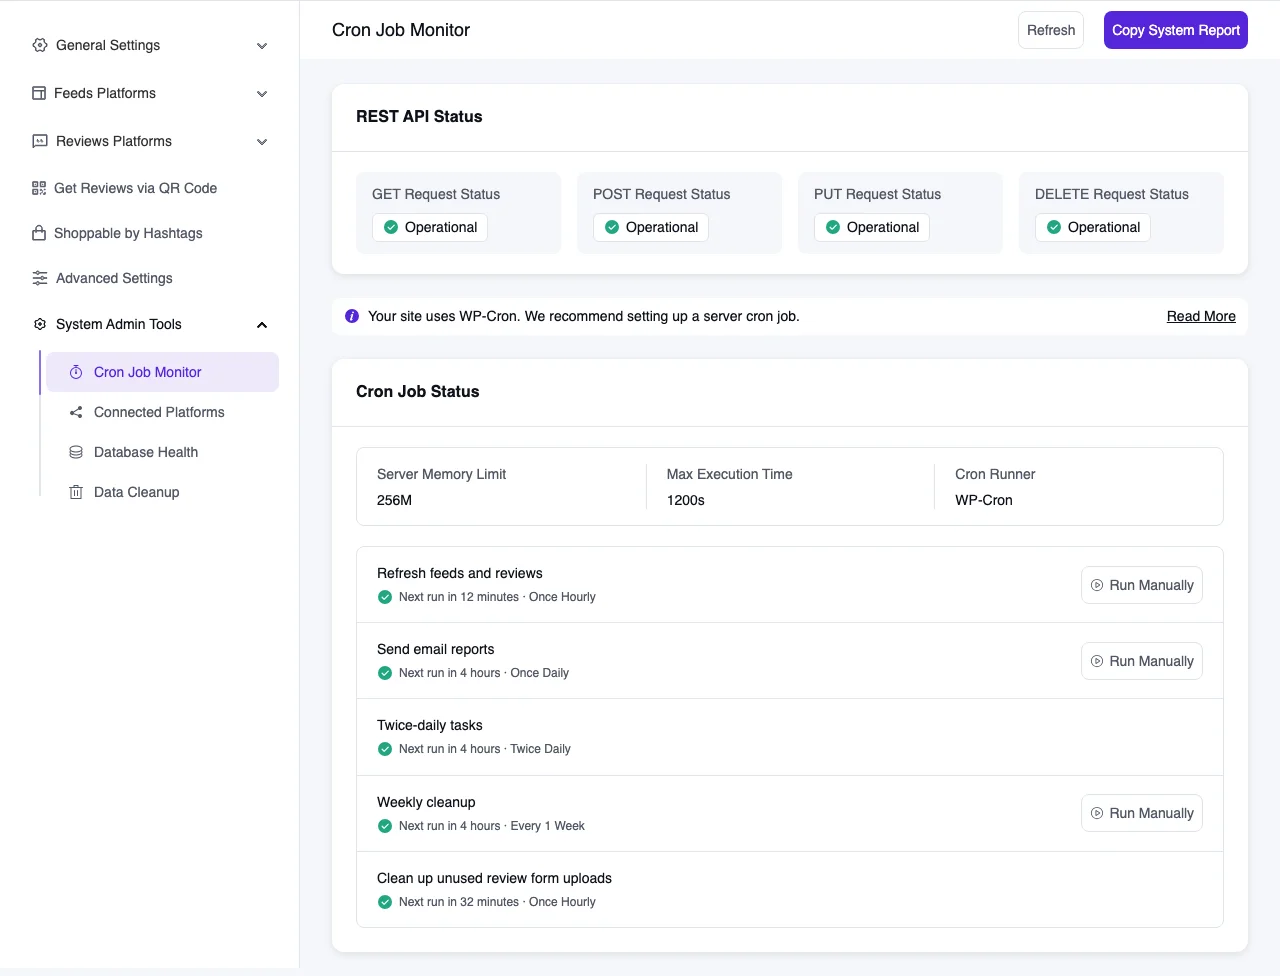 General Settings
Feeds Platforms
Reviews Platforms
Get Reviews via QR Code
Shoppable by Hashtags
Advanced Settings
System Admin Tools
Cron Job Monitor
Connected Platforms
Database Health
Data Cleanup
Cron Job Monitor
Refresh
Copy System Report
REST API Status
GET Request Status
Operational
POST Request Status
Operational
PUT Request Status
Operational
DELETE Request Status
Operational
Your site uses WP-Cron. We recommend setting up a server cron job.
Read More
Cron Job Status
Server Memory Limit
256M
Max Execution Time
1200s
Cron Runner
WP-Cron
Refresh feeds and reviews
Next run in 12 minutes · Once Hourly
Run Manually
Send email reports
Next run in 4 hours · Once Daily
Run Manually
Twice-daily tasks
Next run in 4 hours · Twice Daily
Weekly cleanup
Next run in 4 hours · Every 1 Week
Run Manually
Clean up unused review form uploads
Next run in 32 minutes · Once Hourly